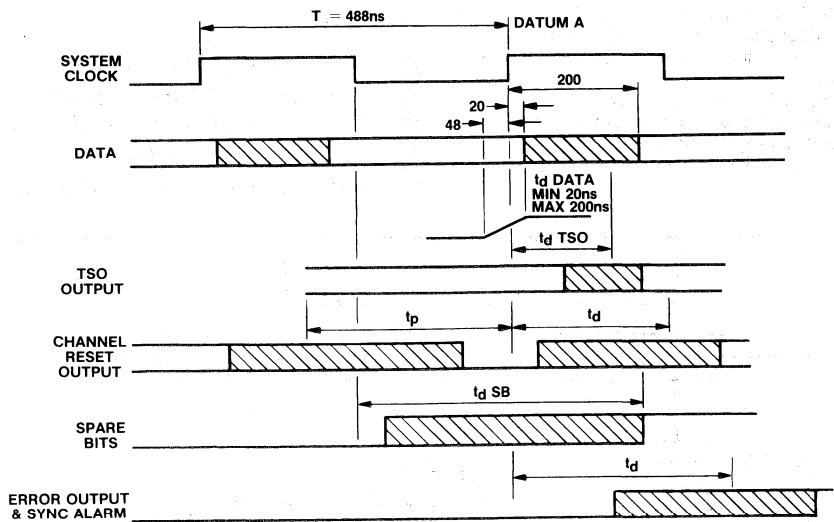 T = 488ns
DATUM A
SYSTEM
CLOCK
200
20
48
DATA
td DATA
MIN 20ns
MAX 200ns
td TSO
TSO
OUTPUT
tp
td
CHANNEL
RESET
OUTPUT
td SB
SPARE
BITS
td
ERROR OUTPUT
& SYNC ALARM